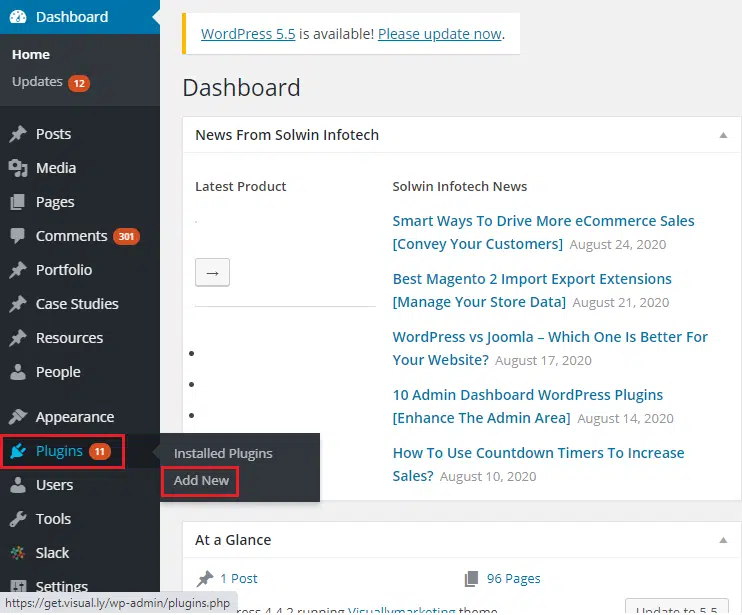 Dashboard
Home
Updates 12
Posts
Media
Pages
Comments 301
Portfolio
Case Studies
Resources
People
Appearance
Plugins 11
Installed Plugins
Add New
Users
Tools
Slack
Settings
https://get.visual.ly/wp-admin/plugins.php
WordPress 5.5 is available! Please update now.
Dashboard
News From Solwin Infotech
Latest Product
→
Solwin Infotech News
Smart Ways To Drive More eCommerce Sales
[Convey Your Customers] August 24, 2020
Best Magento 2 Import Export Extensions
[Manage Your Store Data] August 21, 2020
WordPress vs Joomla – Which One Is Better For
Your Website? August 17, 2020
10 Admin Dashboard WordPress Plugins
[Enhance The Admin Area] August 14, 2020
How To Use Countdown Timers To Increase
Sales? August 10, 2020
At a Glance
1 Post
96 Pages
ress 4.4.2 running Visuallymarketing theme
Update to 5.5